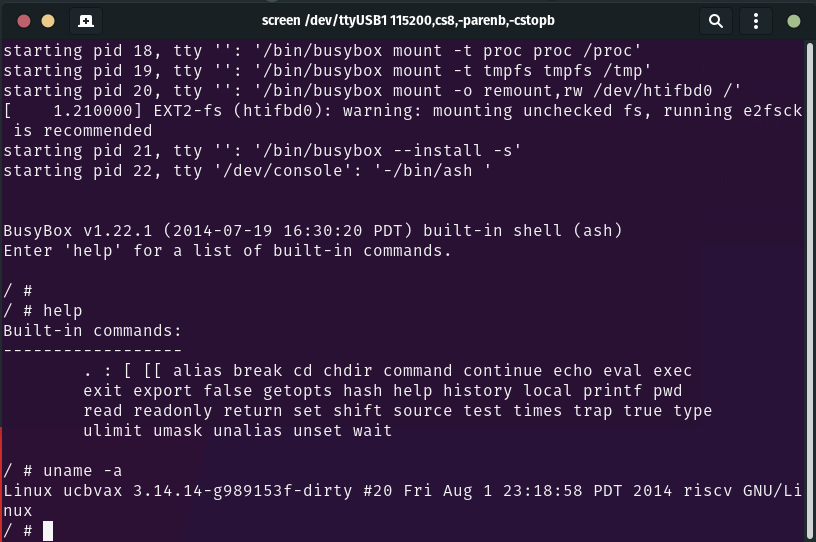 screen /dev/ttyUSB1 115200,cs8,-parenb,-cstopb
starting pid 18, tty '': '/bin/busybox mount -t proc proc /proc'
starting pid 19, tty '': '/bin/busybox mount -t tmpfs tmpfs /tmp'
starting pid 20, tty '': '/bin/busybox mount -o remount,rw /dev/htifbd0 /'
[    1.210000] EXT2-fs (htifbd0): warning: mounting unchecked fs, running e2fsck
 is recommended
starting pid 21, tty '': '/bin/busybox --install -s'
starting pid 22, tty '/dev/console': '-/bin/ash '
BusyBox v1.22.1 (2014-07-19 16:30:20 PDT) built-in shell (ash)
Enter 'help' for a list of built-in commands.
/ #
/ # help
Built-in commands:
------------------
        . : [ [[ alias break cd chdir command continue echo eval exec
        exit export false getopts hash help history local printf pwd
        read readonly return set shift source test times trap true type
        ulimit umask unalias unset wait
/ # uname -a
Linux ucbvax 3.14.14-g989153f-dirty #20 Fri Aug 1 23:18:58 PDT 2014 riscv GNU/Li
nux
/ #